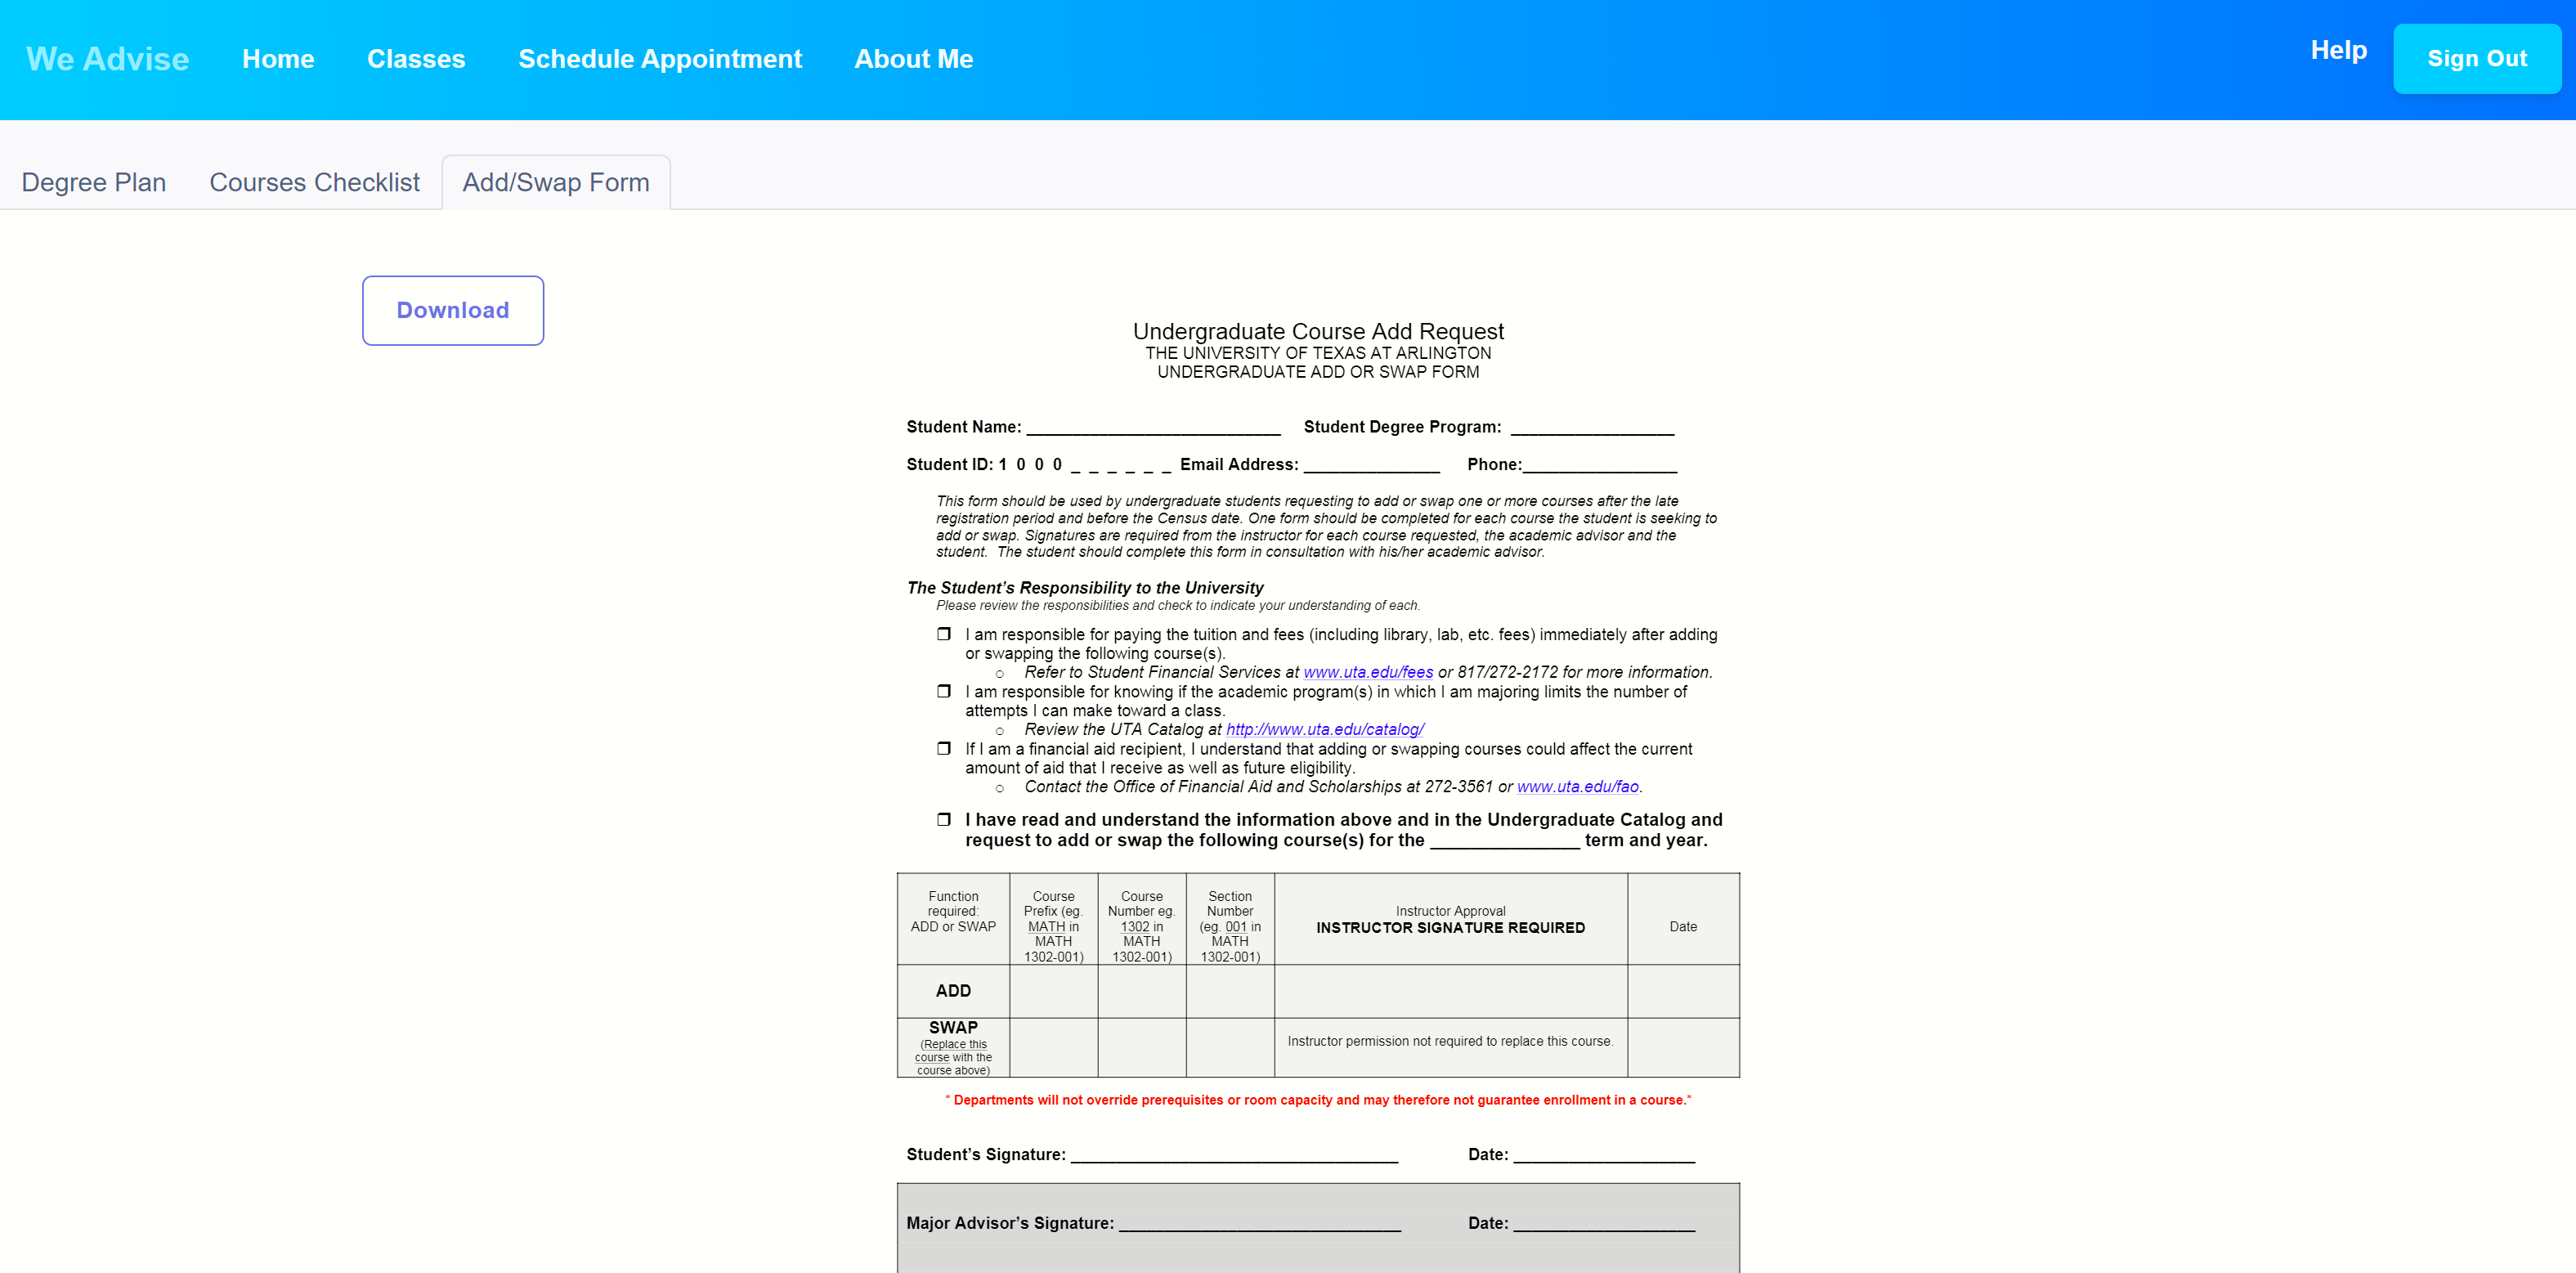 We Advise Home Classes Schedule Appointment About Me Help Sign Out
Degree Plan Courses Checklist Add/Swap Form
Download
Undergraduate Course Add Request
THE UNIVERSITY OF TEXAS AT ARLINGTON
UNDERGRADUATE ADD OR SWAP FORM
Student Name: ____________________________ Student Degree Program: __________________
Student ID: 1 0 0 0 _ _ _ _ _ _ Email Address: _______________ Phone:_________________
This form should be used by undergraduate students requesting to add or swap one or more courses after the late
registration period and before the Census date. One form should be completed for each course the student is seeking to
add or swap. Signatures are required from the instructor for each course requested, the academic advisor and the
student. The student should complete this form in consultation with his/her academic advisor.
The Student’s Responsibility to the University
Please review the responsibilities and check to indicate your understanding of each.
❐ I am responsible for paying the tuition and fees (including library, lab, etc. fees) immediately after adding
or swapping the following course(s).
○ Refer to Student Financial Services at www.uta.edu/fees or 817/272-2172 for more information.
❐ I am responsible for knowing if the academic program(s) in which I am majoring limits the number of
attempts I can make toward a class.
○ Review the UTA Catalog at http://www.uta.edu/catalog/
❐ If I am a financial aid recipient, I understand that adding or swapping courses could affect the current
amount of aid that I receive as well as future eligibility.
○ Contact the Office of Financial Aid and Scholarships at 272-3561 or www.uta.edu/fao.
❐ I have read and understand the information above and in the Undergraduate Catalog and
request to add or swap the following course(s) for the _______________ term and year.
Function
required:
ADD or SWAP
Course
Prefix (eg.
MATH in
MATH
1302-001)
Course
Number eg.
1302 in
MATH
1302-001)
Section
Number
(eg. 001 in
MATH
1302-001)
Instructor Approval
INSTRUCTOR SIGNATURE REQUIRED
Date
ADD
SWAP
(Replace this
course with the
course above)
Instructor permission not required to replace this course.
* Departments will not override prerequisites or room capacity and may therefore not guarantee enrollment in a course.*
Student’s Signature: ____________________________________ Date: ____________________
Major Advisor’s Signature: _______________________________ Date: ____________________